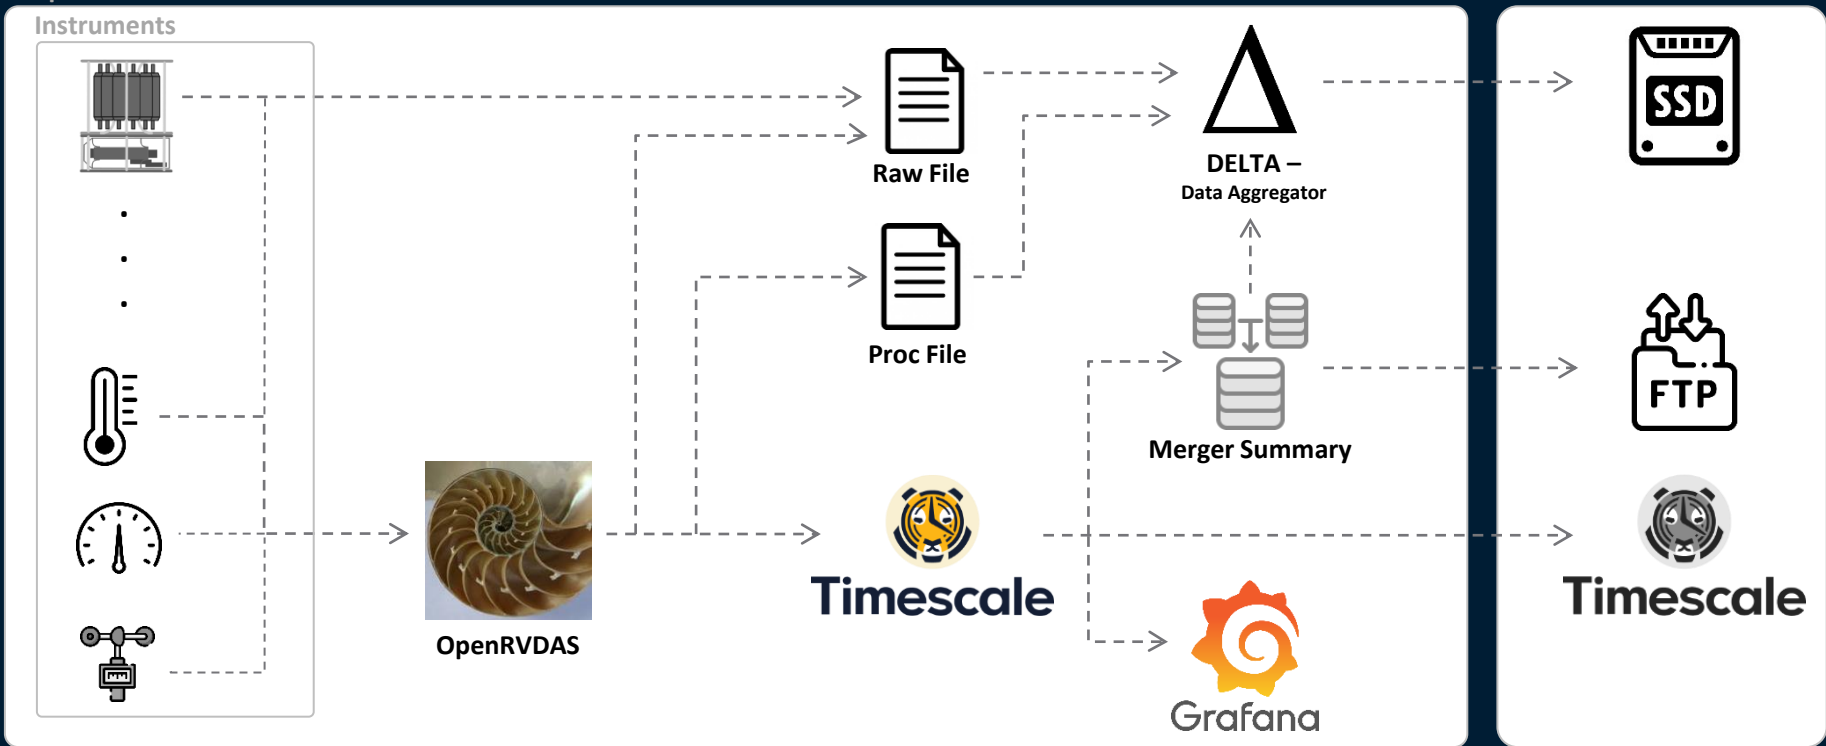 Instruments
Raw File
DELTA –
Data Aggregator
SSD
Proc File
FTP
Merger Summary
OpenRVDAS
Timescale
Timescale
Grafana